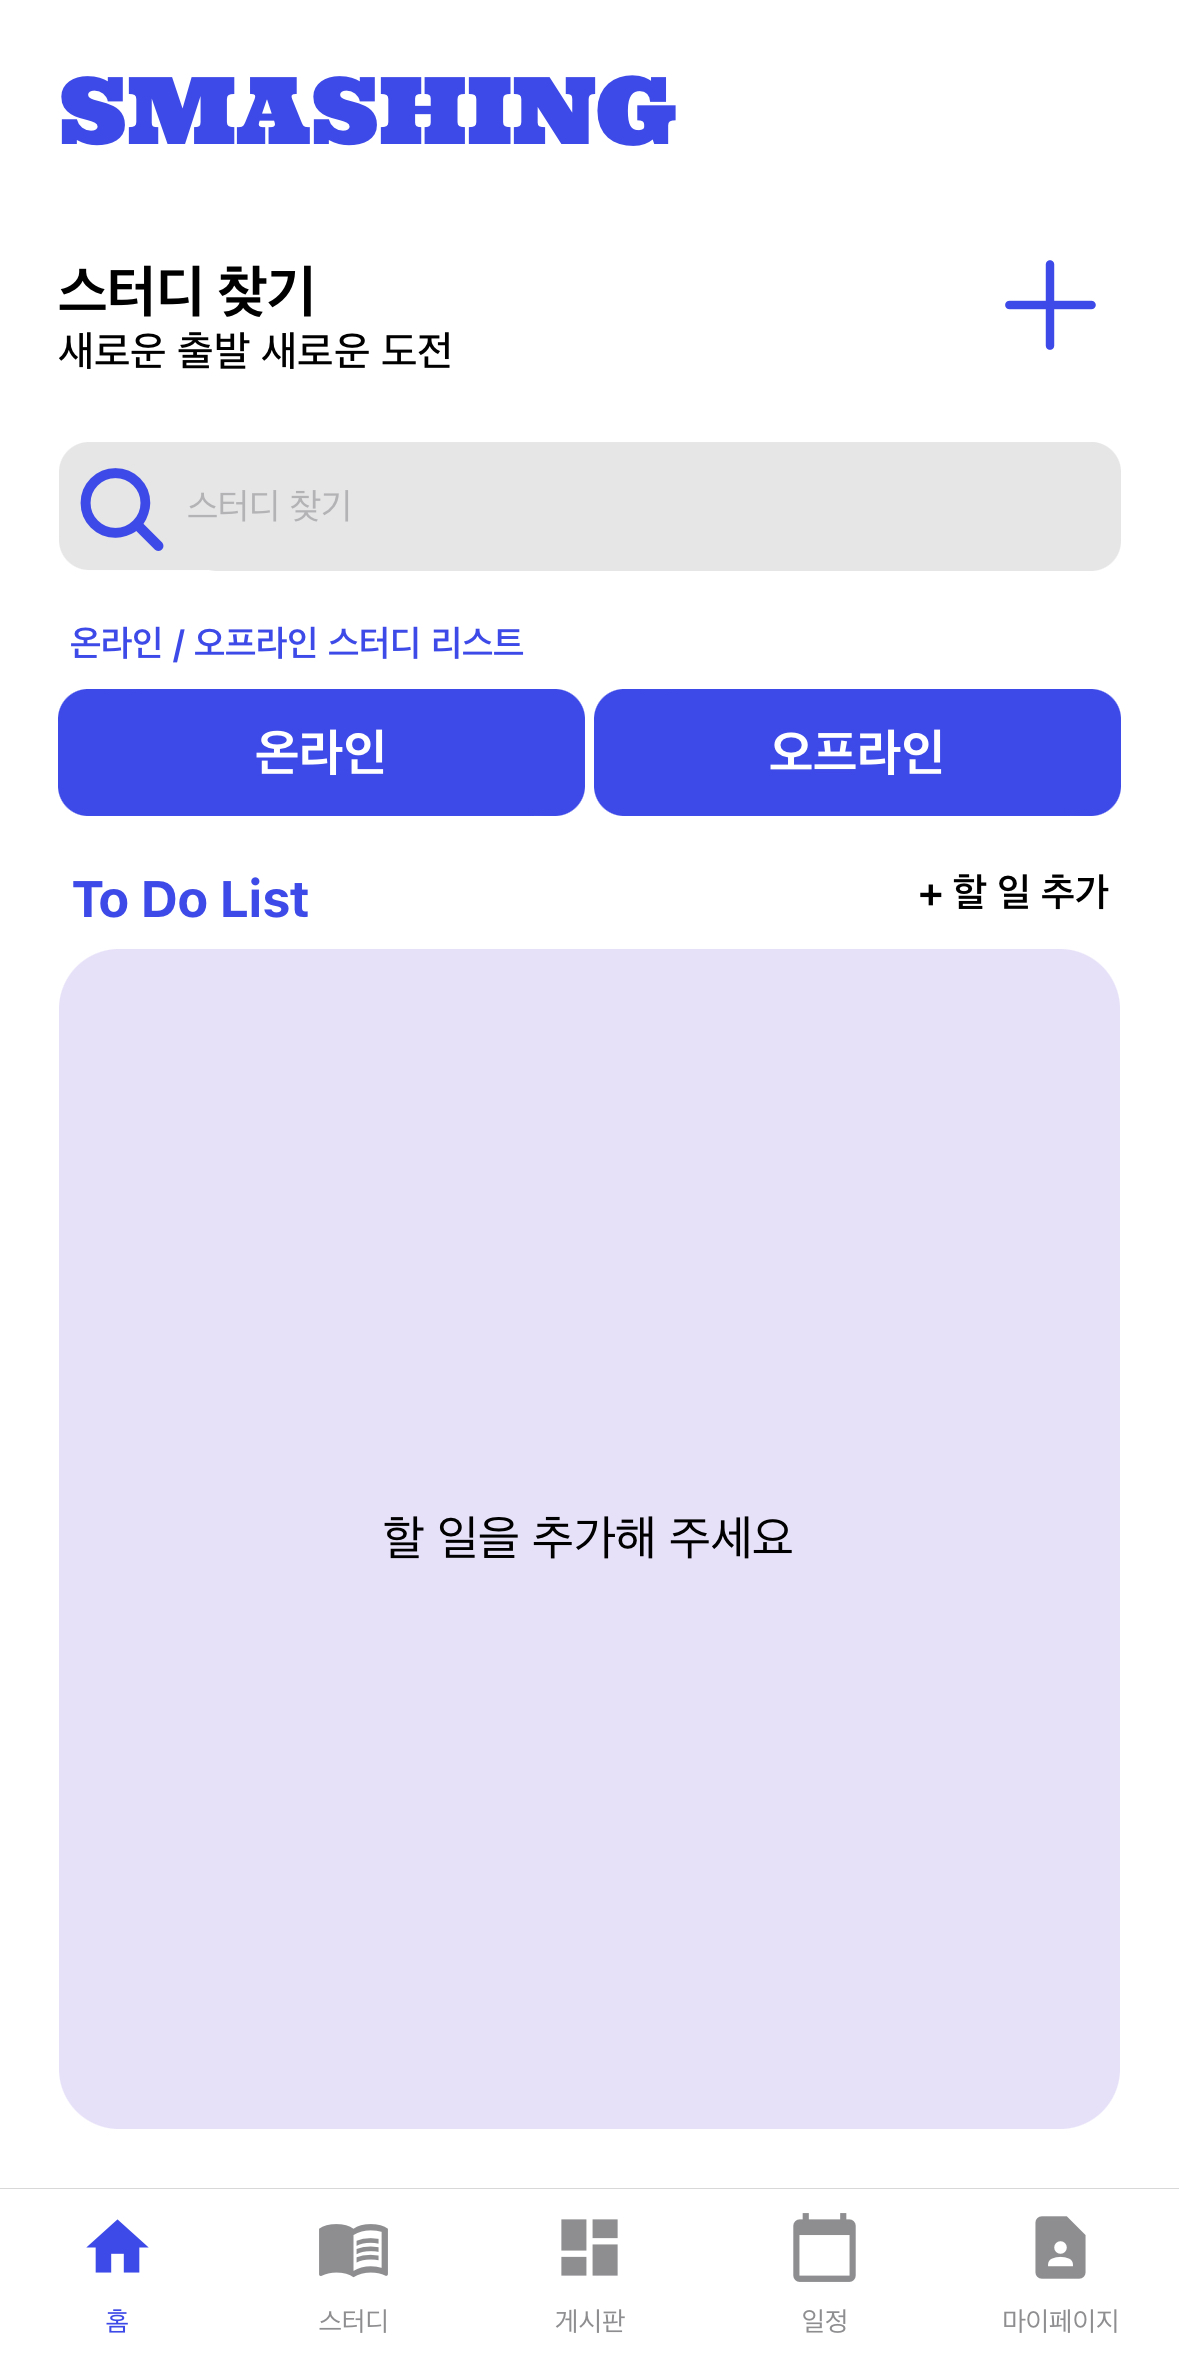 SMASHING
스터디 찾기
새로운 출발 새로운 도전
스터디 찾기
온라인 / 오프라인 스터디 리스트
온라인
오프라인
To Do List
+ 할 일 추가
할 일을 추가해 주세요
홈
스터디
게시판
일정
마이페이지